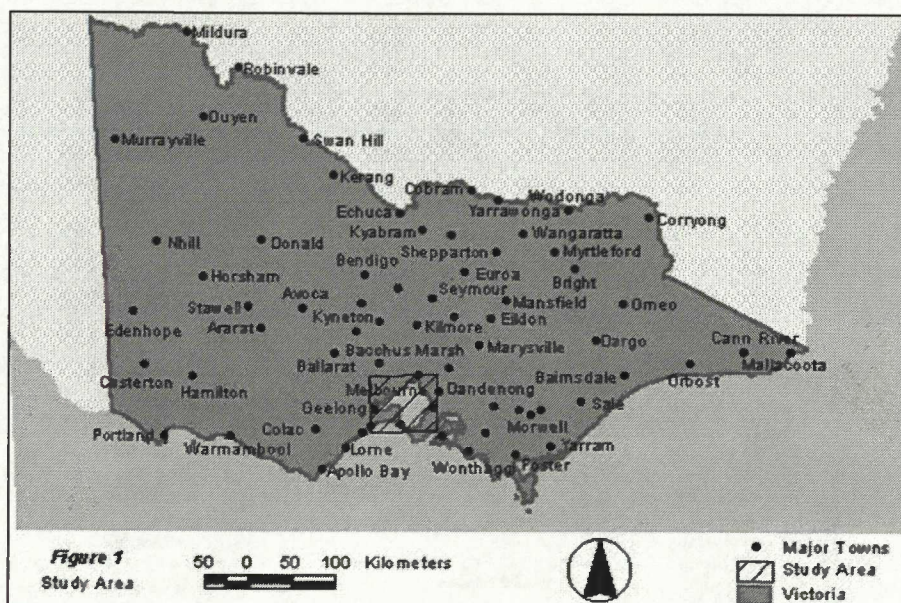 Mildura
Robinvale
Ouyen
Murrayville
Swan Hill
Kerang
Cobram
Wodonga
Echuca
Yarrawonga
Corryong
Kyabram
Wangaratta
Nhill
Donald
Shepparton
Myrtleford
Bendigo
Euroa
Bright
Horsham
Avoca
Seymour
Stawell
Mansfield
Omeo
Edenhope
Kyneton
Eildon
Ararat
Kilmore
Cann River
Marysville
Dargo
Ballarat
Bacchus Marsh
Mallacoota
Casterton
Hamilton
Melbourne
Dandenong
Bairnsdale
Orbost
Geelong
Sale
Colac
Morwell
Portland
Warrnambool
Lorne
Yarram
Wonthaggi
Foster
Apollo Bay
Figure 1
Study Area
50 0 50 100 Kilometers
Major Towns
Study Area
Victoria